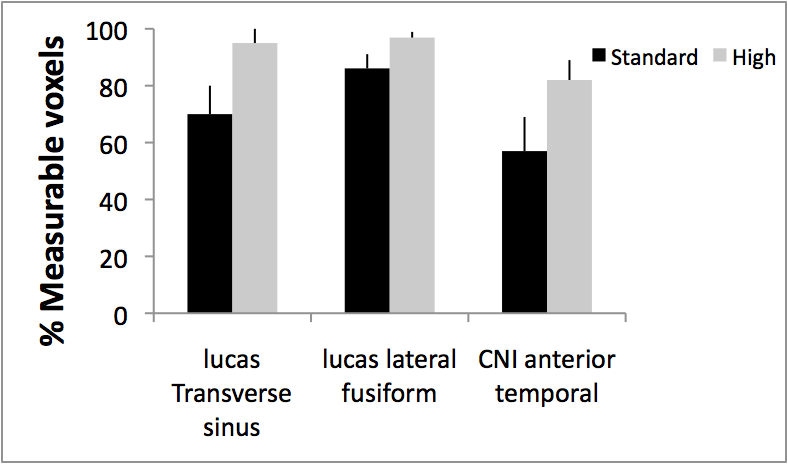 % Measurable voxels
100
80
60
40
20
0
Standard High
lucas
Transverse
sinus
lucas lateral
fusiform
CNI anterior
temporal